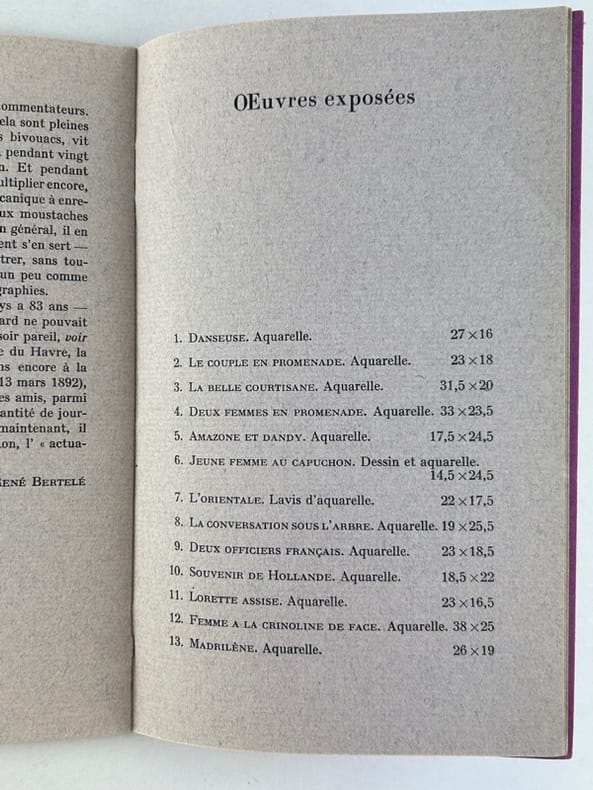 ommentateurs.
ela sont pleines
s bivouacs, vit
pendant vingt
n. Et pendant
ultiplier encore,
canique à enre-
ux moustaches
n général, il en
ent s'en sert —
trer, sans tou-
un peu comme
graphies.
ys a 83 ans —
ard ne pouvait
soir pareil, voir
e du Havre, la
ns encore à la
13 mars 1892),
es amis, parmi
antité de jour-
maintenant, il
on, l' « actua-
René Bertelé
Œuvres exposées
1. Danseuse. Aquarelle. 27 × 16
2. Le couple en promenade. Aquarelle. 23 × 18
3. La belle courtisane. Aquarelle. 31,5 × 20
4. Deux femmes en promenade. Aquarelle. 33 × 23,5
5. Amazone et dandy. Aquarelle. 17,5 × 24,5
6. Jeune femme au capuchon. Dessin et aquarelle.
14,5 × 24,5
7. L'orientale. Lavis d'aquarelle. 22 × 17,5
8. La conversation sous l'arbre. Aquarelle. 19 × 25,5
9. Deux officiers français. Aquarelle. 23 × 18,5
10. Souvenir de Hollande. Aquarelle. 18,5 × 22
11. Lorette assise. Aquarelle. 23 × 16,5
12. Femme a la crinoline de face. Aquarelle. 38 × 25
13. Madrilène. Aquarelle. 26 × 19